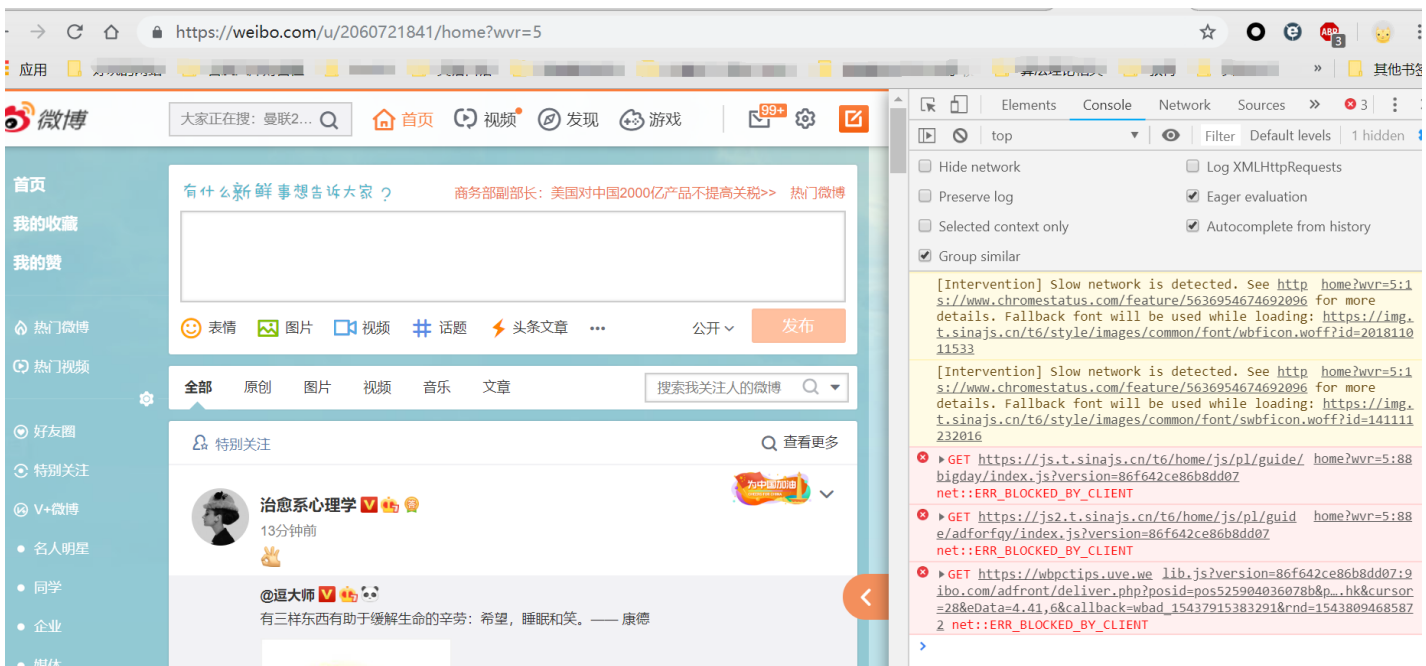 https://weibo.com/u/2060721841/home?wvr=5
ABP
3
应用
»
其他书签
微博
大家正在搜：曼联2...
首页
视频
发现
游戏
99+
首页
我的收藏
我的赞
热门微博
热门视频
好友圈
特别关注
V+微博
名人明星
同学
企业
媒体
有什么新鲜事想告诉大家？
商务部副部长：美国对中国2000亿产品不提高关税>>
热门微博
表情
图片
视频
话题
头条文章
公开
发布
全部
原创
图片
视频
音乐
文章
搜索我关注人的微博
特别关注
查看更多
为中国加油
治愈系心理学
13分钟前
@逗大师
有三样东西有助于缓解生命的辛劳：希望，睡眠和笑。—— 康德
Elements Console Network Sources » 3
top Filter Default levels 1 hidden
Hide network Log XMLHttpRequests
Preserve log Eager evaluation
Selected context only Autocomplete from history
Group similar
[Intervention] Slow network is detected. See http home?wvr=5:1
s://www.chromestatus.com/feature/5636954674692096 for more
details. Fallback font will be used while loading: https://img.
t.sinajs.cn/t6/style/images/common/font/wbficon.woff?id=2018110
11533
[Intervention] Slow network is detected. See http home?wvr=5:1
s://www.chromestatus.com/feature/5636954674692096 for more
details. Fallback font will be used while loading: https://img.
t.sinajs.cn/t6/style/images/common/font/swbficon.woff?id=141111
232016
GET https://js.t.sinajs.cn/t6/home/js/pl/guide/ home?wvr=5:88
bigday/index.js?version=86f642ce86b8dd07
net::ERR_BLOCKED_BY_CLIENT
GET https://js2.t.sinajs.cn/t6/home/js/pl/guid home?wvr=5:88
e/adforfqy/index.js?version=86f642ce86b8dd07
net::ERR_BLOCKED_BY_CLIENT
GET https://wbpctips.uve.we lib.js?version=86f642ce86b8dd07:9
ibo.com/adfront/deliver.php?posid=pos525904036078b&p….hk&cursor
=28&eData=4.41,6&callback=wbad_15437915383291&rnd=1543809468587
2 net::ERR_BLOCKED_BY_CLIENT